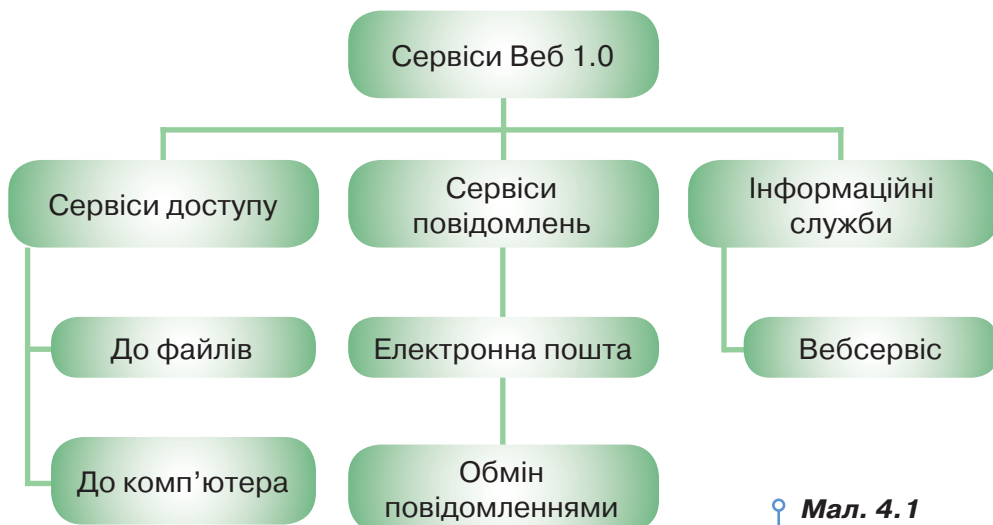 Сервіси Веб 1.0
Сервіси доступу
Сервіси
повідомлень
Інформаційні
служби
До файлів
Електронна пошта
Вебсервіс
До комп’ютера
Обмін
повідомленнями
Мал. 4.1